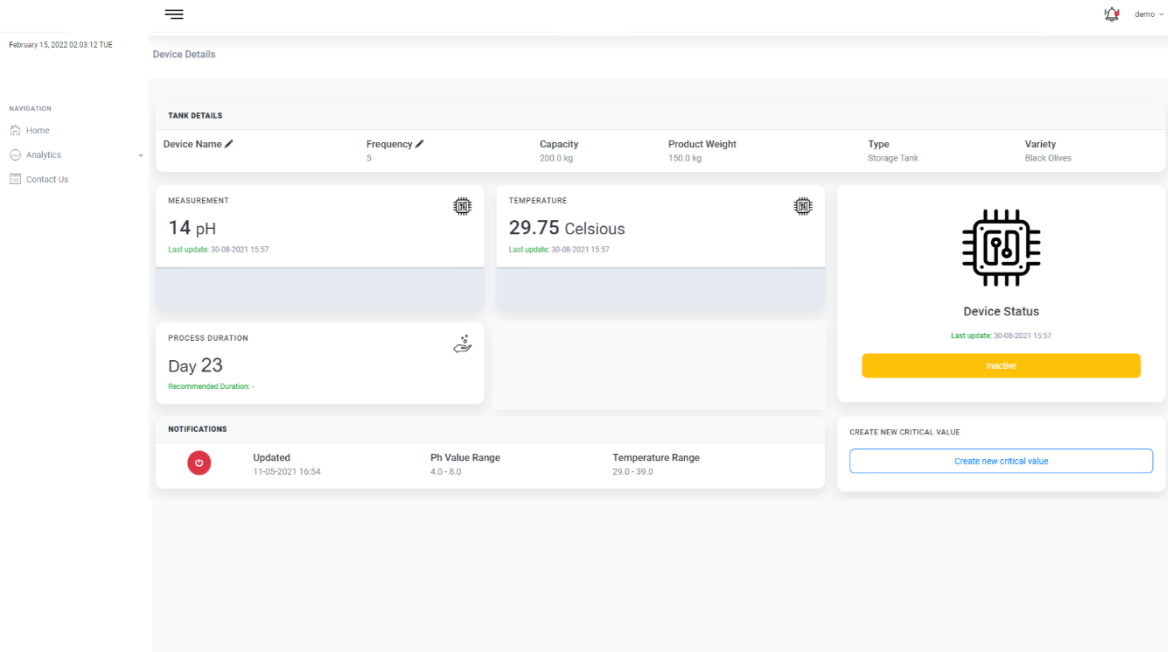 demo
February 15, 2022 02:03:12 TUE
Device Details
NAVIGATION
Home
Analytics
Contact Us
TANK DETAILS
Device Name Frequency Capacity Product Weight Type Variety
5 200.0 kg 150.0 kg Storage Tank Black Olives
MEASUREMENT
14 pH
Last update: 30-08-2021 15:57
TEMPERATURE
29.75 Celsious
Last update: 30-08-2021 15:57
Device Status
Last update: 30-08-2021 15:57
Inactive
PROCESS DURATION
Day 23
Recommended Duration: -
NOTIFICATIONS
Updated Ph Value Range Temperature Range
11-05-2021 16:54 4.0 - 8.0 29.0 - 39.0
CREATE NEW CRITICAL VALUE
Create new critical value